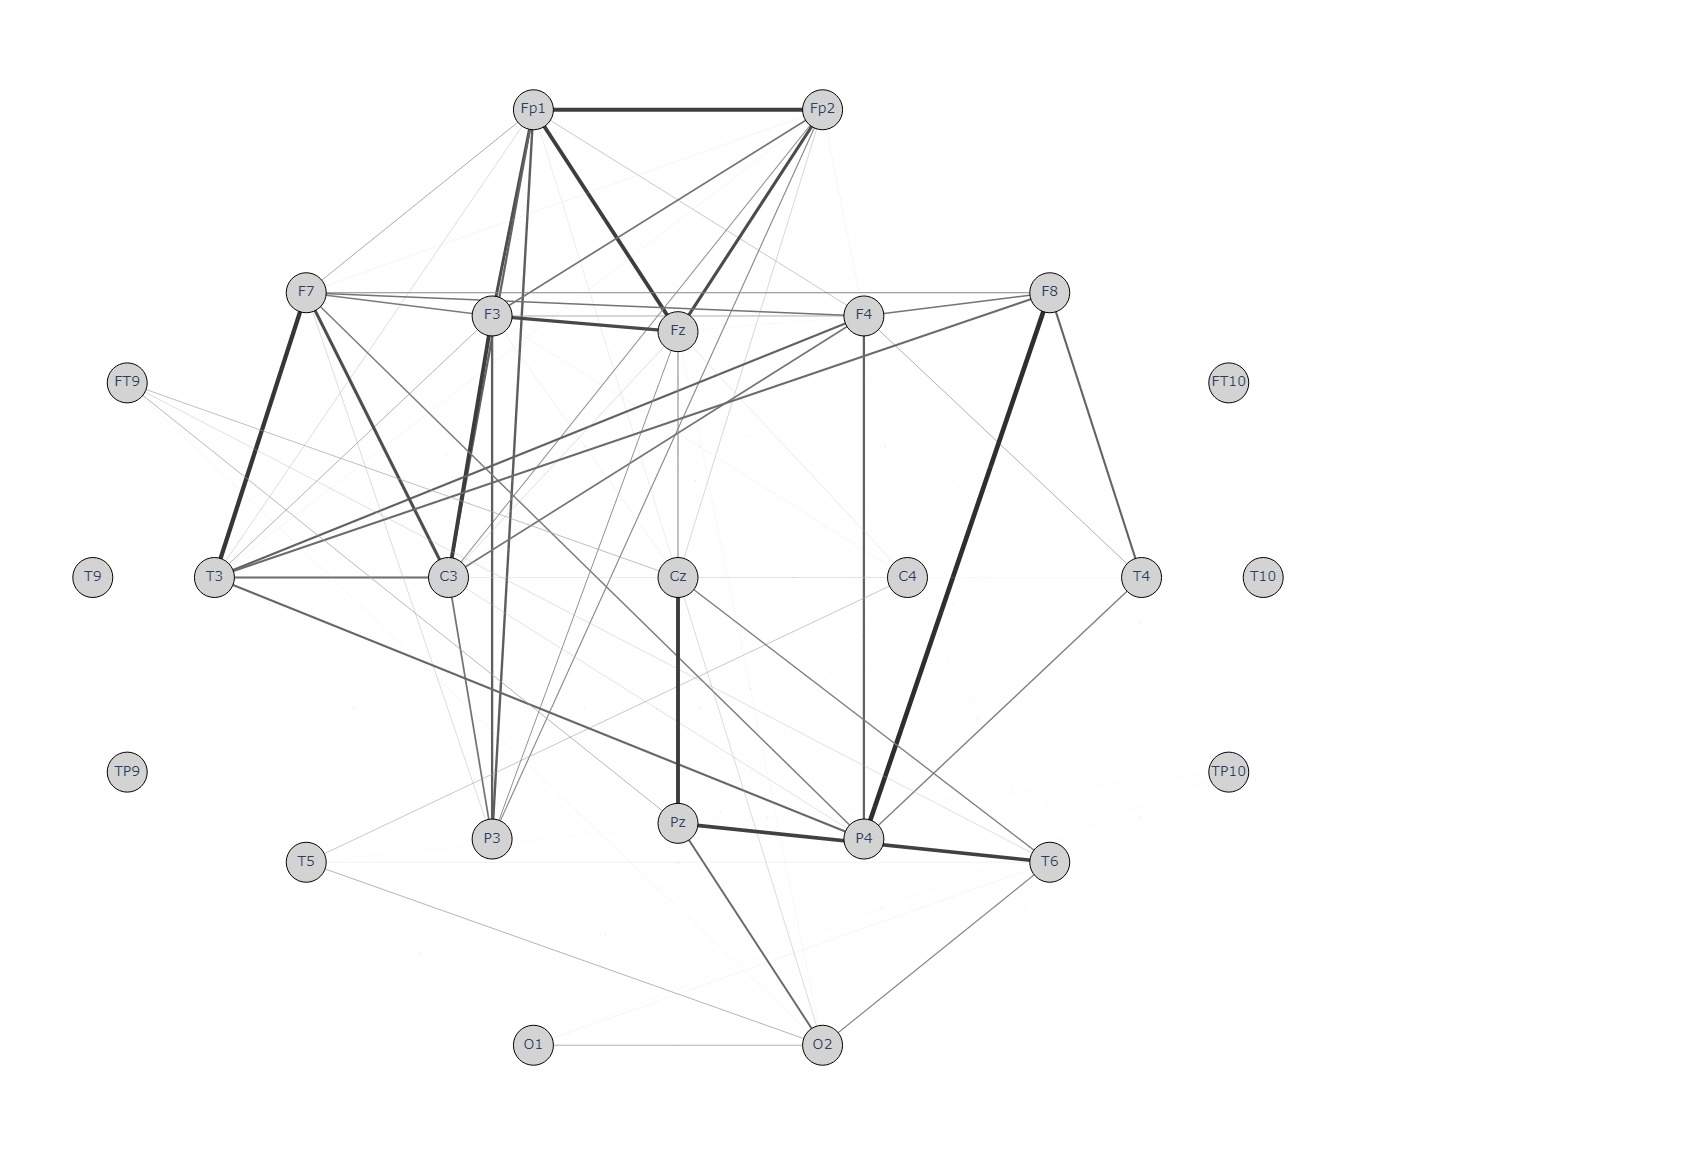 Fp1 Fp2
F7 F3 Fz F4 F8
FT9 FT10
T9 T3 C3 Cz C4 T4 T10
TP9 TP10
T5 P3 Pz P4 T6
O1 O2